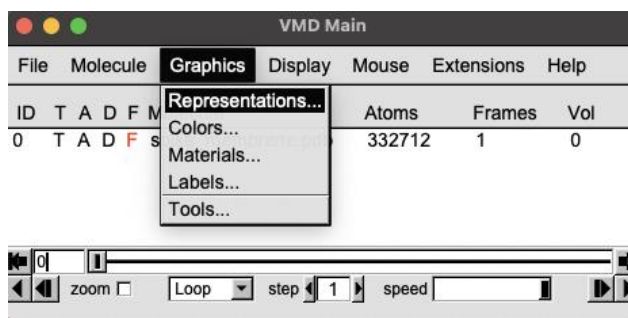 VMD Main
File Molecule Graphics Display Mouse Extensions Help
ID T A D F M Atoms Frames Vol
Representations...
0 T A D F s 332712 1 0
Colors...
Materials...
Labels...
Tools...
0
zoom Loop step 1 speed